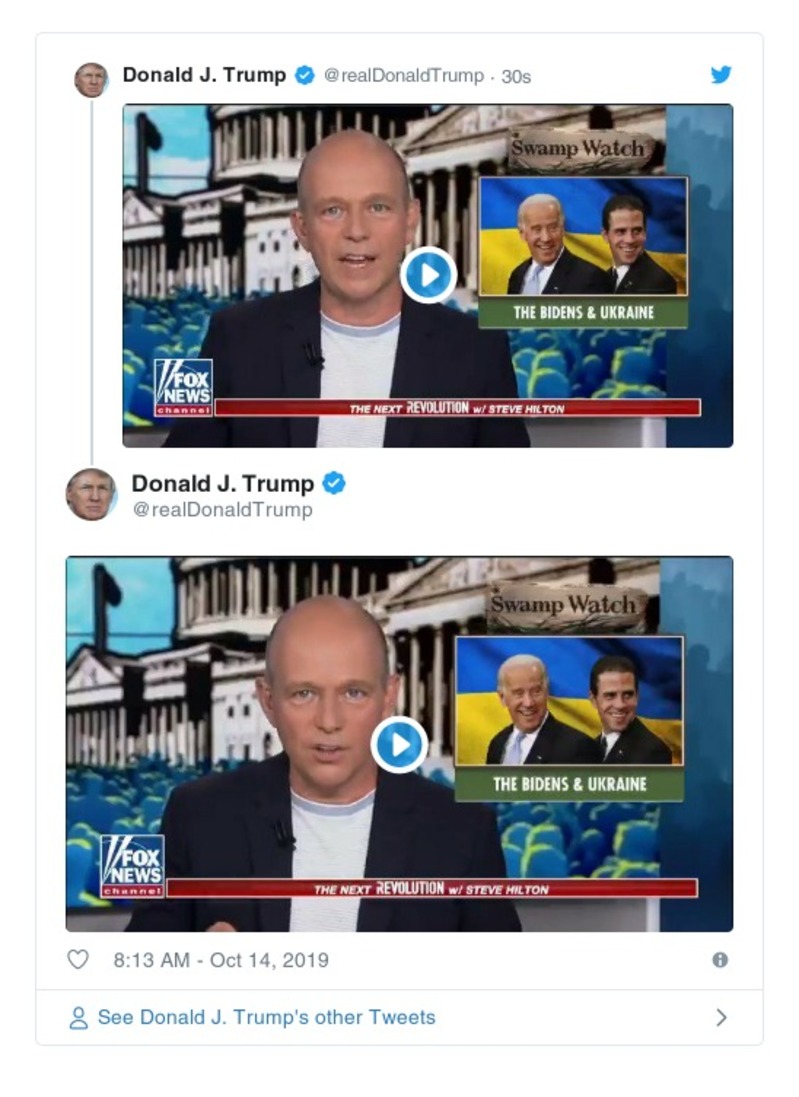 Donald J. Trump @realDonaldTrump · 30s
Swamp Watch
THE BIDENS & UKRAINE
FOX
NEWS
channel
THE NEXT REVOLUTION w/ STEVE HILTON
Donald J. Trump
@realDonaldTrump
Swamp Watch
THE BIDENS & UKRAINE
FOX
NEWS
channel
THE NEXT REVOLUTION w/ STEVE HILTON
8:13 AM - Oct 14, 2019
See Donald J. Trump's other Tweets